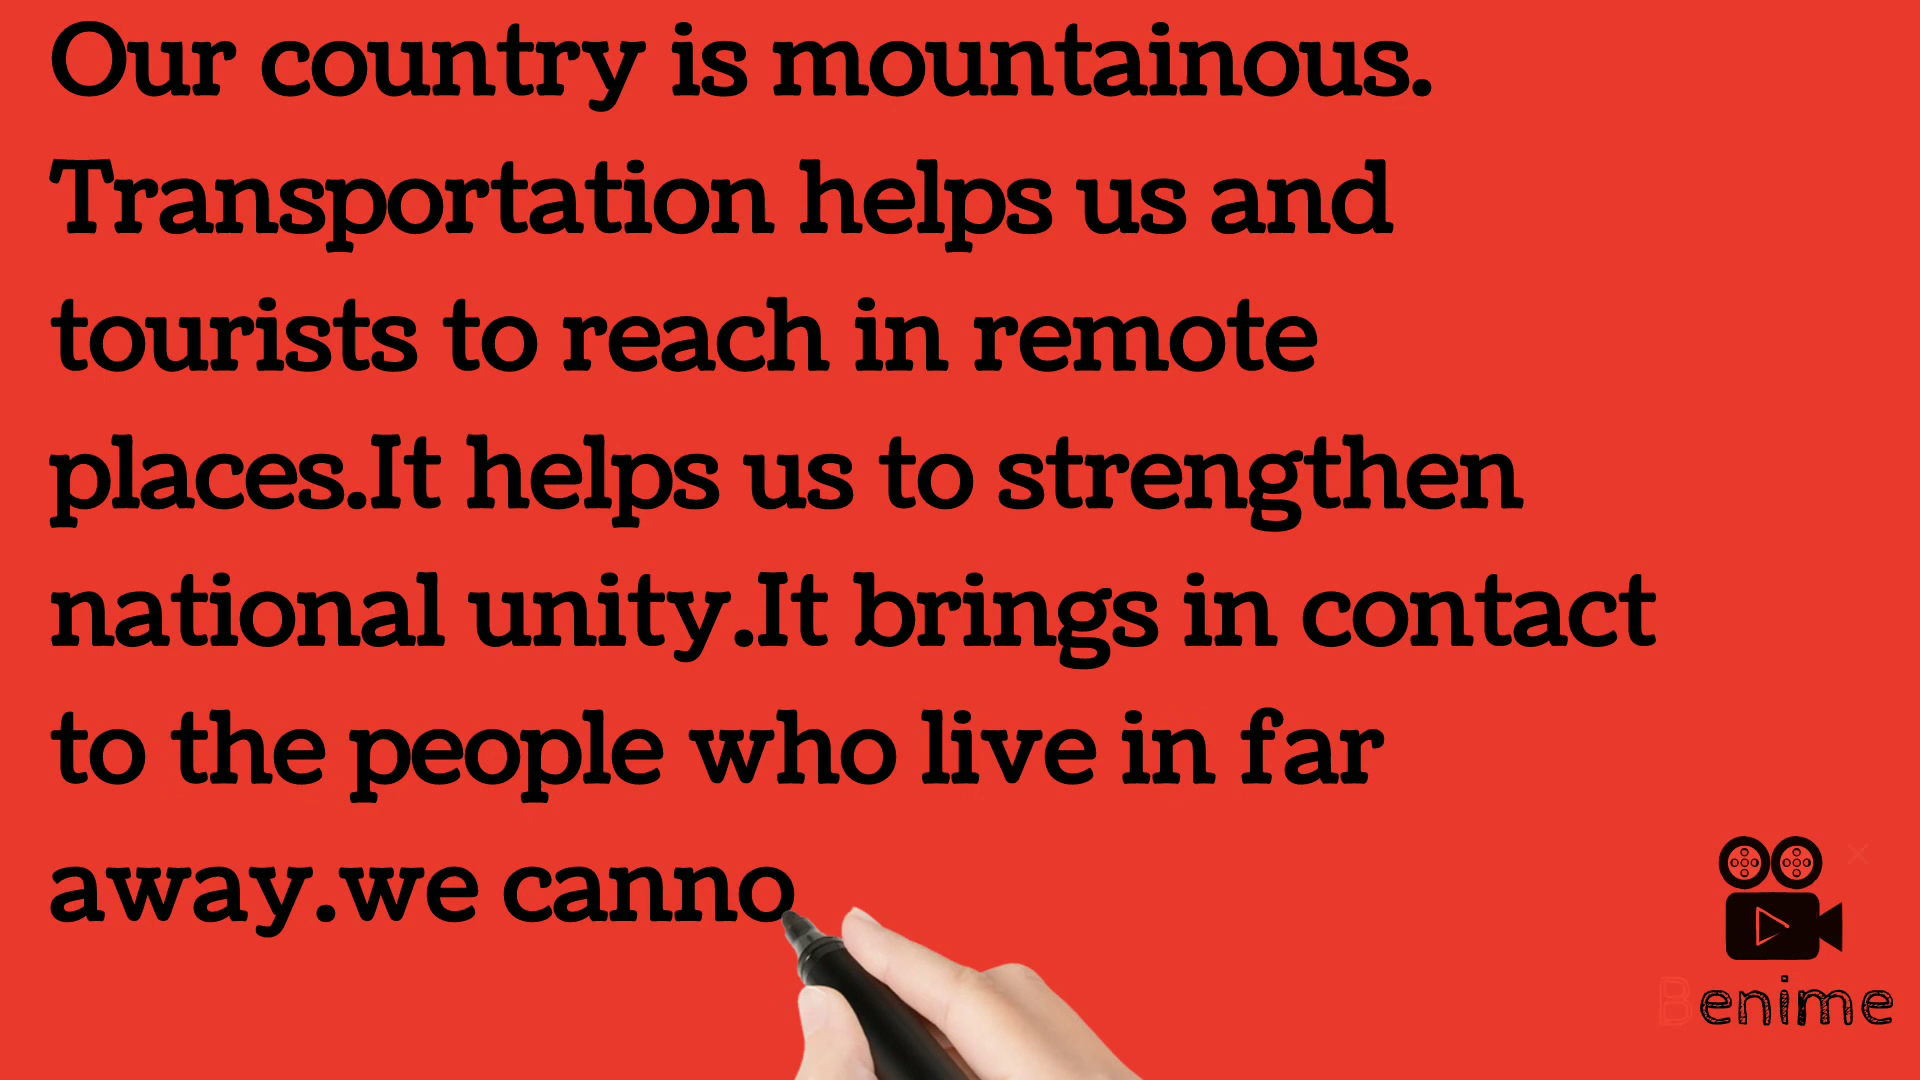 Our country is mountainous.
Transportation helps us and
tourists to reach in remote
places.It helps us to strengthen
national unity.It brings in contact
to the people who live in far
away.we canno
Benime